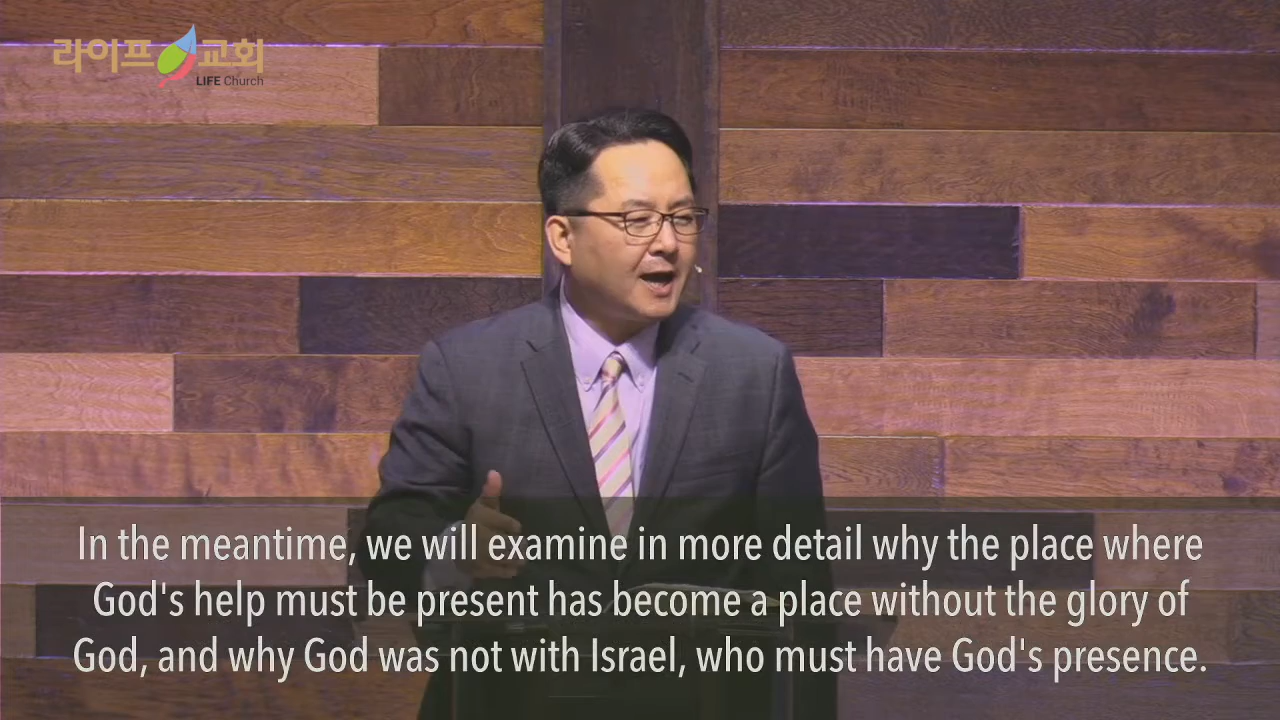 라이프 교회
LIFE Church
In the meantime, we will examine in more detail why the place where
God's help must be present has become a place without the glory of
God, and why God was not with Israel, who must have God's presence.